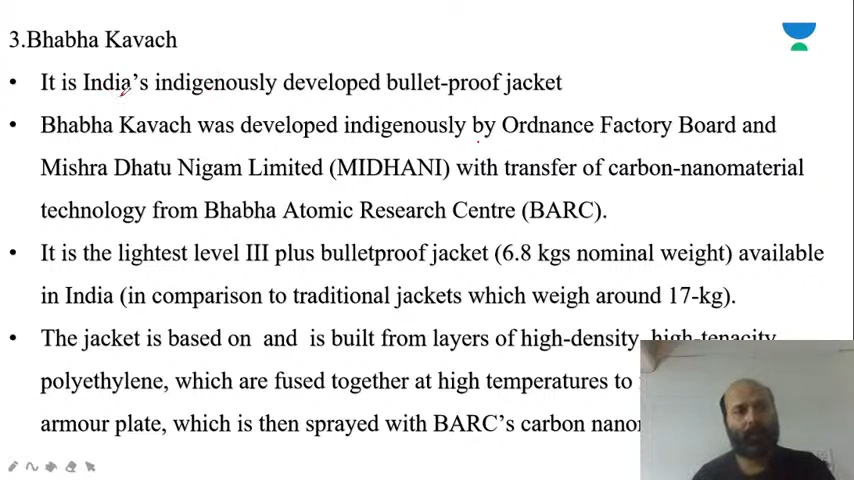 3.Bhabha Kavach
• It is India's indigenously developed bullet-proof jacket
• Bhabha Kavach was developed indigenously by Ordnance Factory Board and
Mishra Dhatu Nigam Limited (MIDHANI) with transfer of carbon-nanomaterial
technology from Bhabha Atomic Research Centre (BARC).
• It is the lightest level III plus bulletproof jacket (6.8 kgs nominal weight) available
in India (in comparison to traditional jackets which weigh around 17-kg).
• The jacket is based on and is built from layers of high-density, high-tenacity
polyethylene, which are fused together at high temperatures to
armour plate, which is then sprayed with BARC's carbon